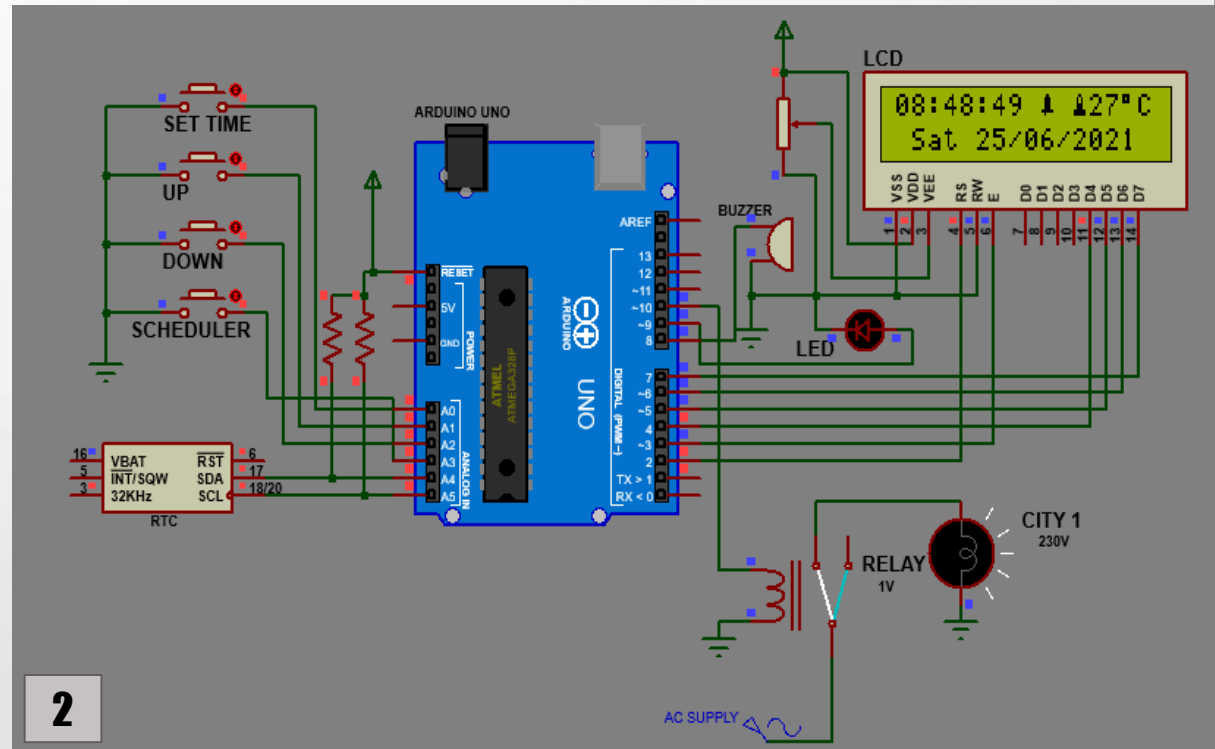 SET TIME
UP
DOWN
SCHEDULER
16 VBAT RST 6
5 INT/SQW SDA 17
3 32KHz SCL 18/20
RTC
ARDUINO UNO
RESET
5V
GND
POWER
A0
A1
A2
A3
A4
A5
ANALOG IN
ATMEL
ATMEGA328P
ARDUINO
UNO
AREF
13
12
~11
~10
~9
8
7
~6
~5
4
~3
2
TX > 1
RX < 0
DIGITAL (PWM ~)
BUZZER
LED
LCD
08:48:49 27°C
Sat 25/06/2021
VSS VDD VEE RS RW E D0 D1 D2 D3 D4 D5 D6 D7
1 2 3 4 5 6 7 8 9 10 11 12 13 14
RELAY
1V
CITY 1
230V
AC SUPPLY
2